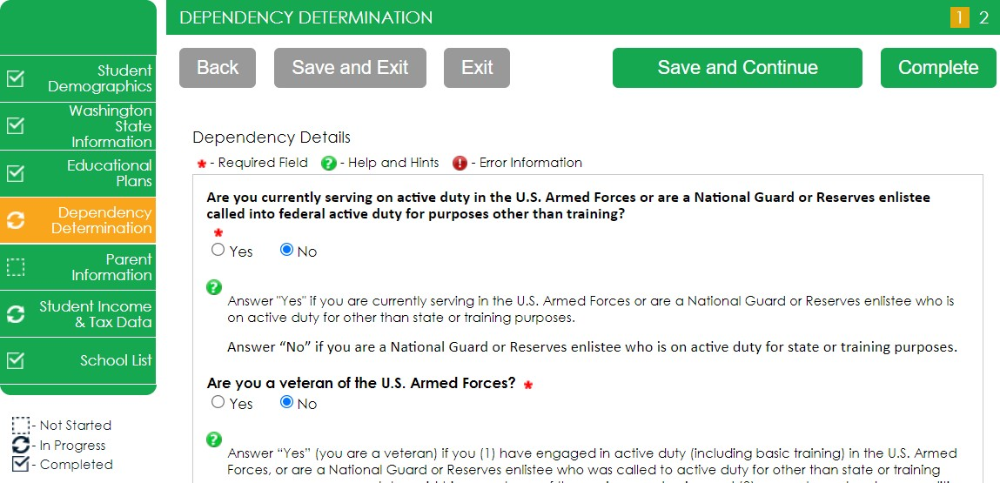 DEPENDENCY DETERMINATION
1 2
Back
Save and Exit
Exit
Save and Continue
Complete
Student
Demographics
Washington
State
Information
Educational
Plans
Dependency
Determination
Parent
Information
Student Income
& Tax Data
School List
- Not Started
- In Progress
- Completed
Dependency Details
* - Required Field ? - Help and Hints ! - Error Information
Are you currently serving on active duty in the U.S. Armed Forces or are a National Guard or Reserves enlistee
called into federal active duty for purposes other than training?
*
Yes No
?
Answer "Yes" if you are currently serving in the U.S. Armed Forces or are a National Guard or Reserves enlistee who is
on active duty for other than state or training purposes.
Answer “No” if you are a National Guard or Reserves enlistee who is on active duty for state or training purposes.
Are you a veteran of the U.S. Armed Forces? *
Yes No
?
Answer “Yes” (you are a veteran) if you (1) have engaged in active duty (including basic training) in the U.S. Armed
Forces, or are a National Guard or Reserves enlistee who was called to active duty for other than state or training